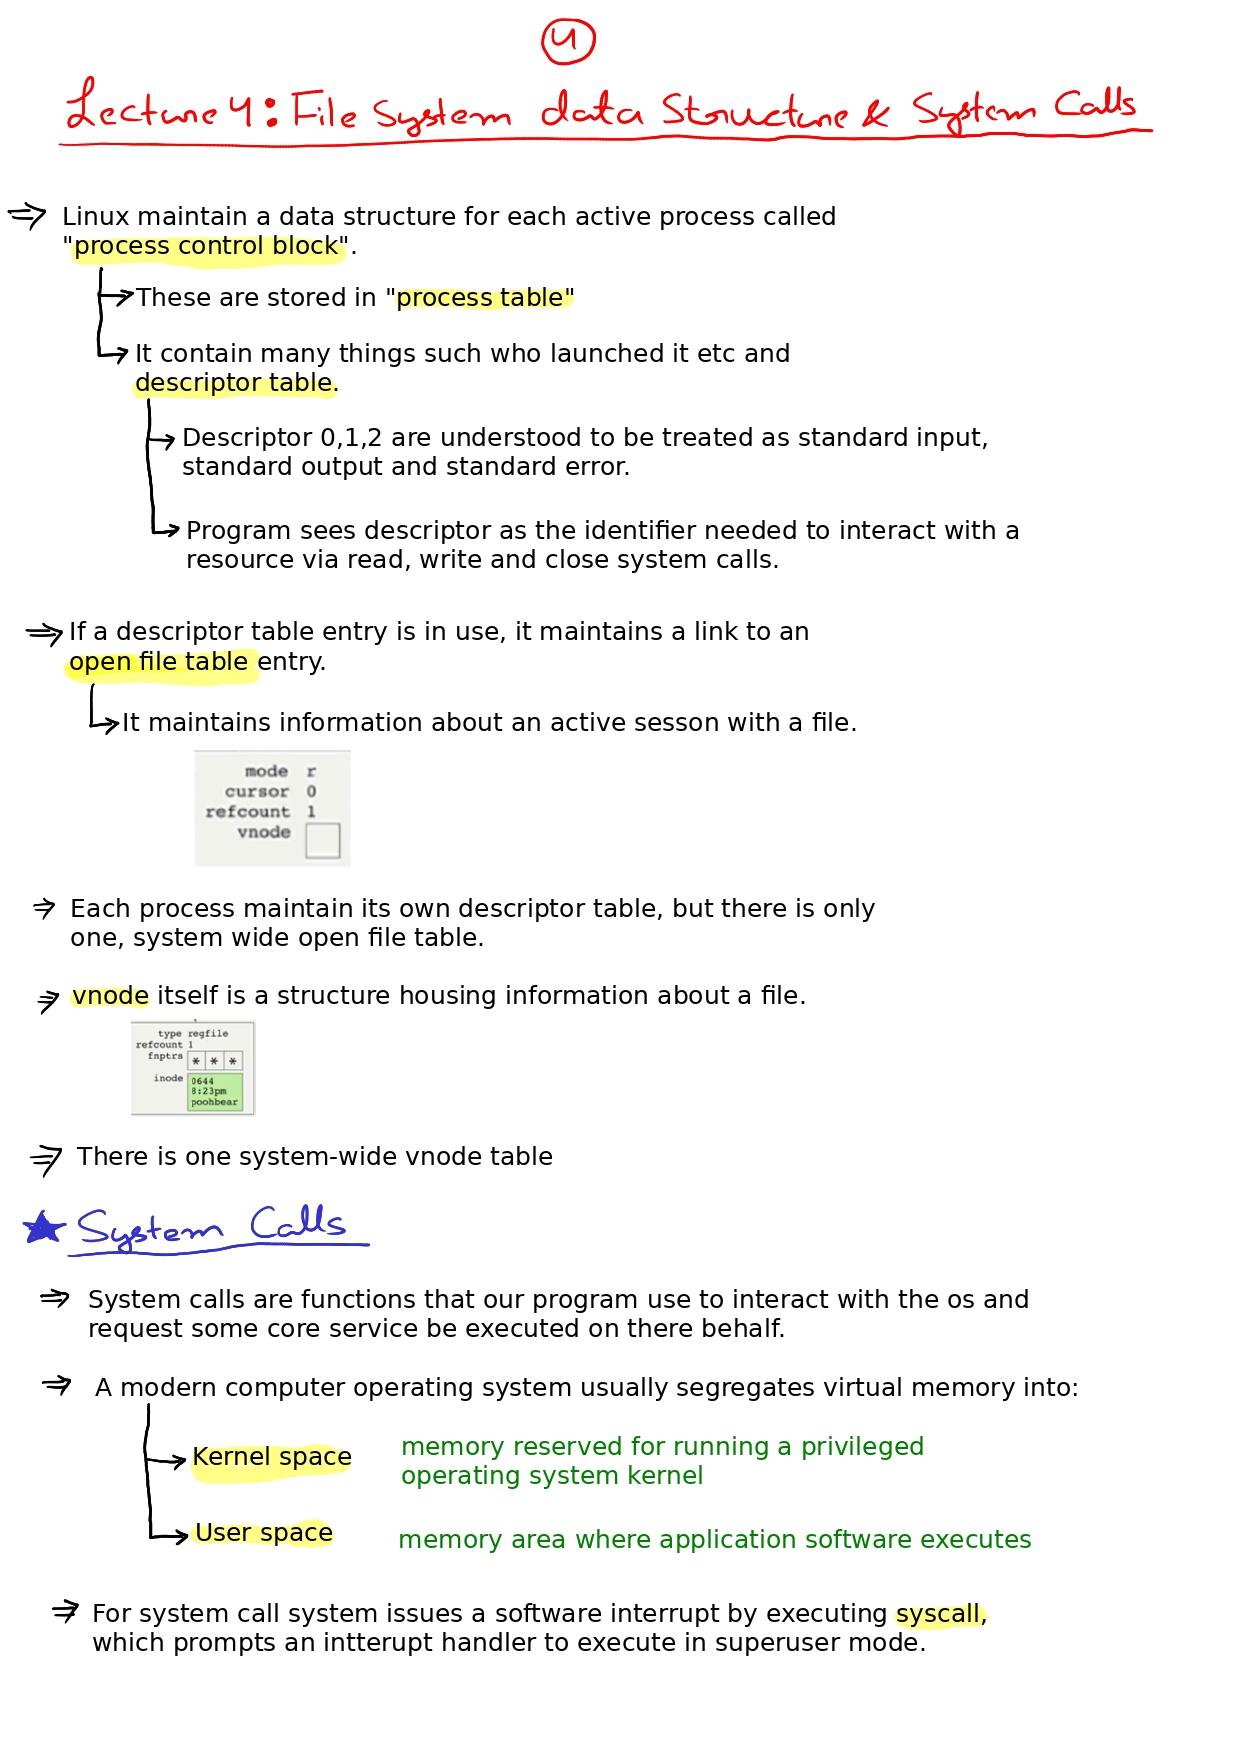 4
Lecture 4: File System data Structure & System Calls
Linux maintain a data structure for each active process called
"process control block".
These are stored in "process table"
It contain many things such who launched it etc and
descriptor table.
Descriptor 0,1,2 are understood to be treated as standard input,
standard output and standard error.
Program sees descriptor as the identifier needed to interact with a
resource via read, write and close system calls.
If a descriptor table entry is in use, it maintains a link to an
open file table entry.
It maintains information about an active sesson with a file.
mode r
cursor 0
refcount 1
vnode
Each process maintain its own descriptor table, but there is only
one, system wide open file table.
vnode itself is a structure housing information about a file.
type regfile
refcount 1
fnptrs * * *
inode 0644
8:23pm
poohbear
There is one system-wide vnode table
System Calls
System calls are functions that our program use to interact with the os and
request some core service be executed on there behalf.
A modern computer operating system usually segregates virtual memory into:
Kernel space memory reserved for running a privileged
operating system kernel
User space memory area where application software executes
For system call system issues a software interrupt by executing syscall,
which prompts an intterupt handler to execute in superuser mode.